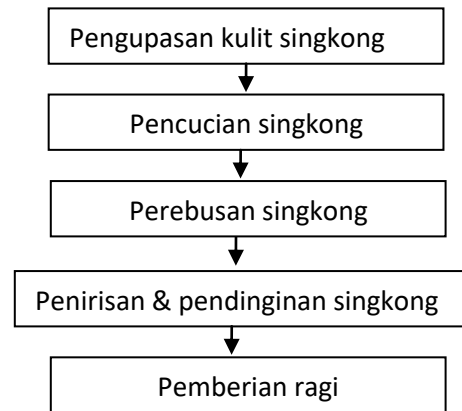 Pengupasan kulit singkong
Pencucian singkong
Perebusan singkong
Penirisan & pendinginan singkong
Pemberian ragi